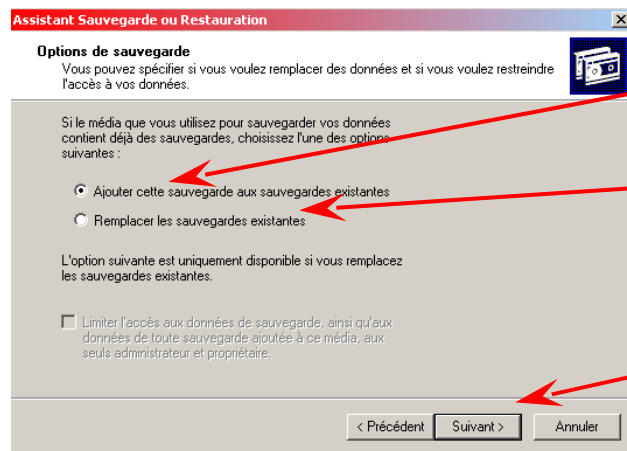 Assistant Sauvegarde ou Restauration
Options de sauvegarde
Vous pouvez spécifier si vous voulez remplacer des données et si vous voulez restreindre
l'accès à vos données.
Si le média que vous utilisez pour sauvegarder vos données
contient déjà des sauvegardes, choisissez l'une des options
suivantes :
Ajouter cette sauvegarde aux sauvegardes existantes
Remplacer les sauvegardes existantes
L'option suivante est uniquement disponible si vous remplacez
les sauvegardes existantes.
Limiter l'accès aux données de sauvegarde, ainsi qu'aux
données de toute sauvegarde ajoutée à ce média, aux
seuls administrateur et propriétaire.
< Précédent Suivant > Annuler